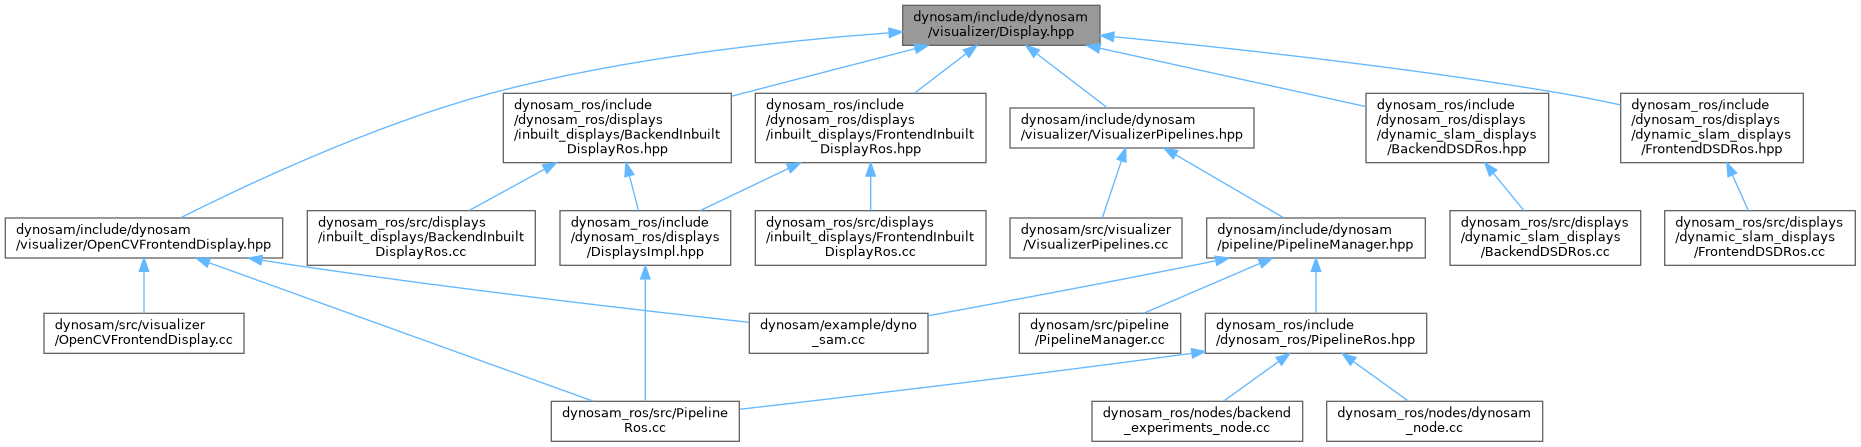 dynosam/include/dynosam
/visualizer/Display.hpp
dynosam_ros/include
/dynosam_ros/displays
/inbuilt_displays/BackendInbuilt
DisplayRos.hpp
dynosam_ros/include
/dynosam_ros/displays
/inbuilt_displays/FrontendInbuilt
DisplayRos.hpp
dynosam/include/dynosam
/visualizer/VisualizerPipelines.hpp
dynosam_ros/include
/dynosam_ros/displays
/dynamic_slam_displays
/BackendDSDRos.hpp
dynosam_ros/include
/dynosam_ros/displays
/dynamic_slam_displays
/FrontendDSDRos.hpp
dynosam/include/dynosam
/visualizer/OpenCVFrontendDisplay.hpp
dynosam_ros/src/displays
/inbuilt_displays/BackendInbuilt
DisplayRos.cc
dynosam_ros/include
/dynosam_ros/displays
/DisplaysImpl.hpp
dynosam_ros/src/displays
/inbuilt_displays/FrontendInbuilt
DisplayRos.cc
dynosam/src/visualizer
/VisualizerPipelines.cc
dynosam/include/dynosam
/pipeline/PipelineManager.hpp
dynosam_ros/src/displays
/dynamic_slam_displays
/BackendDSDRos.cc
dynosam_ros/src/displays
/dynamic_slam_displays
/FrontendDSDRos.cc
dynosam/src/visualizer
/OpenCVFrontendDisplay.cc
dynosam/example/dyno
_sam.cc
dynosam/src/pipeline
/PipelineManager.cc
dynosam_ros/include
/dynosam_ros/PipelineRos.hpp
dynosam_ros/src/Pipeline
Ros.cc
dynosam_ros/nodes/backend
_experiments_node.cc
dynosam_ros/nodes/dynosam
_node.cc